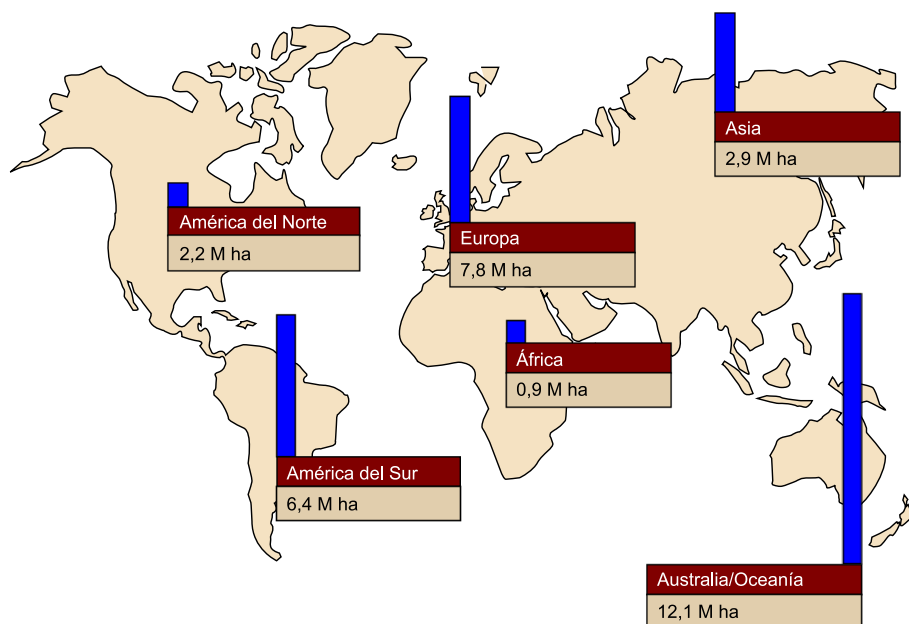 Asia
2,9 M ha
América del Norte
2,2 M ha
Europa
7,8 M ha
África
0,9 M ha
América del Sur
6,4 M ha
Australia/Oceanía
12,1 M ha